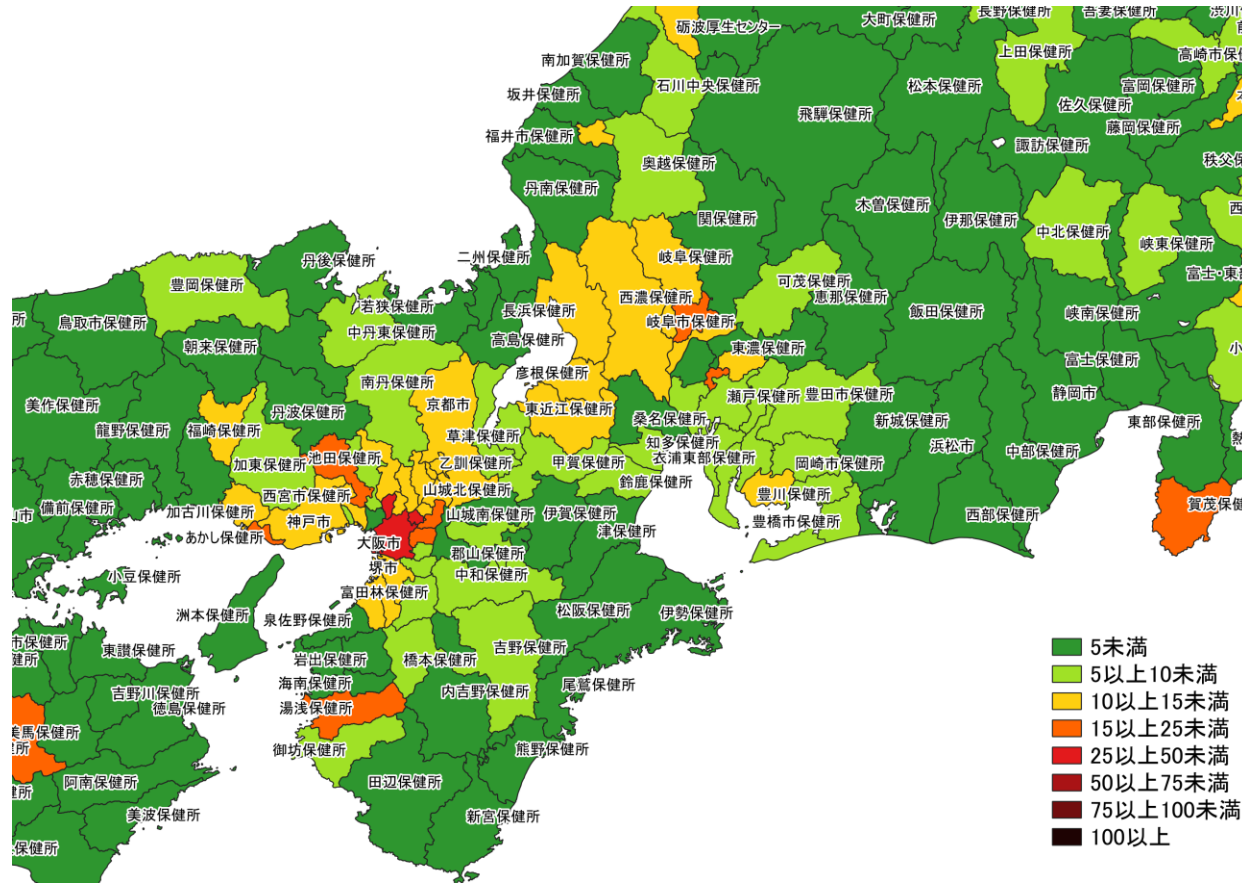 砺波厚生センター
大町保健所
長野保健所
吾妻保健所
南加賀保健所
石川中央保健所
松本保健所
上田保健所
坂井保健所
飛騨保健所
佐久保健所
富岡保健所
福井市保健所
藤岡保健所
諏訪保健所
奥越保健所
丹南保健所
関保健所
木曽保健所
伊那保健所
中北保健所
峡東保健所
丹後保健所
二州保健所
岐阜保健所
豊岡保健所
若狭保健所
長浜保健所
西濃保健所
可茂保健所
恵那保健所
飯田保健所
峡南保健所
鳥取市保健所
中丹東保健所
高島保健所
岐阜市保健所
朝来保健所
東濃保健所
富士保健所
彦根保健所
南丹保健所
京都市
東近江保健所
瀬戸保健所
豊田市保健所
静岡市
美作保健所
丹波保健所
桑名保健所
新城保健所
東部保健所
龍野保健所
福崎保健所
草津保健所
知多保健所
浜松市
中部保健所
池田保健所
乙訓保健所
甲賀保健所
衣浦東部保健所
岡崎市保健所
加東保健所
赤穂保健所
西宮市保健所
山城北保健所
鈴鹿保健所
豊川保健所
備前保健所
加古川保健所
神戸市
山城南保健所
伊賀保健所
西部保健所
豊橋市保健所
あかし保健所
大阪市
津保健所
郡山保健所
堺市
中和保健所
小豆保健所
富田林保健所
洲本保健所
泉佐野保健所
松阪保健所
伊勢保健所
東讃保健所
岩出保健所
橋本保健所
吉野保健所
吉野川保健所
海南保健所
内吉野保健所
尾鷲保健所
徳島保健所
湯浅保健所
美馬保健所
御坊保健所
熊野保健所
阿南保健所
田辺保健所
美波保健所
新宮保健所
5未満
5以上10未満
10以上15未満
15以上25未満
25以上50未満
50以上75未満
75以上100未満
100以上